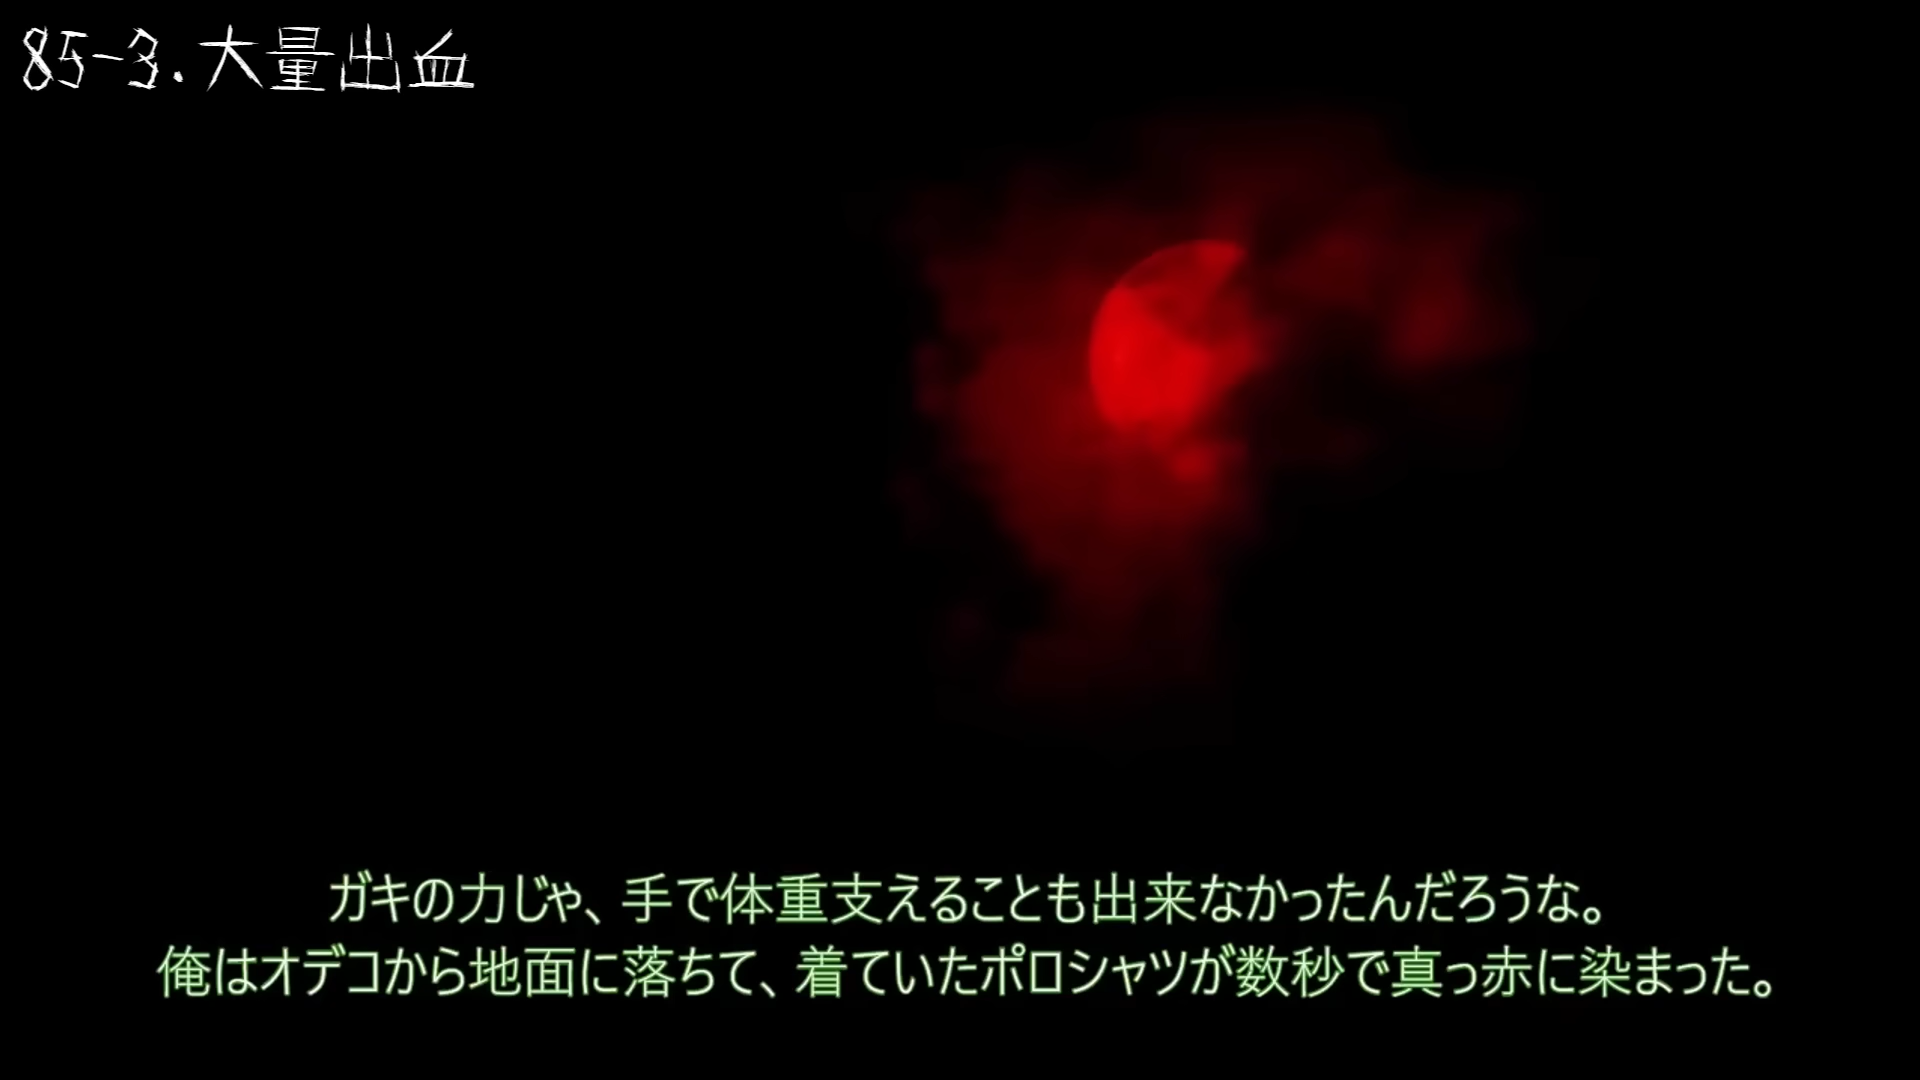 85-3.大量出血
ガキの力じゃ、手で体重支えることも出来なかったんだろうな。
俺はオデコから地面に落ちて、着ていたポロシャツが数秒で真っ赤に染まった。